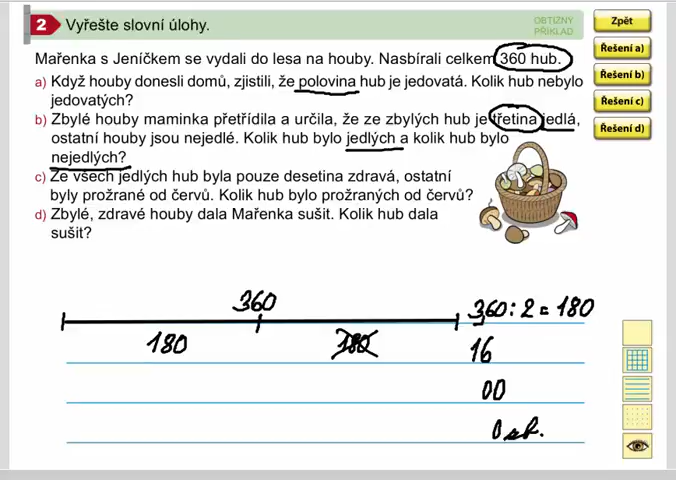 2 Vyřešte slovní úlohy.
OBTÍŽNÝ
PŘÍKLAD
Zpět
Řešení a)
Řešení b)
Řešení c)
Řešení d)
Mařenka s Jeníčkem se vydali do lesa na houby. Nasbírali celkem 360 hub.
a) Když houby donesli domů, zjistili, že polovina hub je jedovatá. Kolik hub nebylo
jedovatých?
b) Zbylé houby maminka přetřídila a určila, že ze zbylých hub je třetina jedlá,
ostatní houby jsou nejedlé. Kolik hub bylo jedlých a kolik hub bylo
nejedlých?
c) Ze všech jedlých hub byla pouze desetina zdravá, ostatní
byly prožrané od červů. Kolik hub bylo prožraných od červů?
d) Zbylé, zdravé houby dala Mařenka sušit. Kolik hub dala
sušit?
360
360 : 2 = 180
180 180
16
00
0 zb.